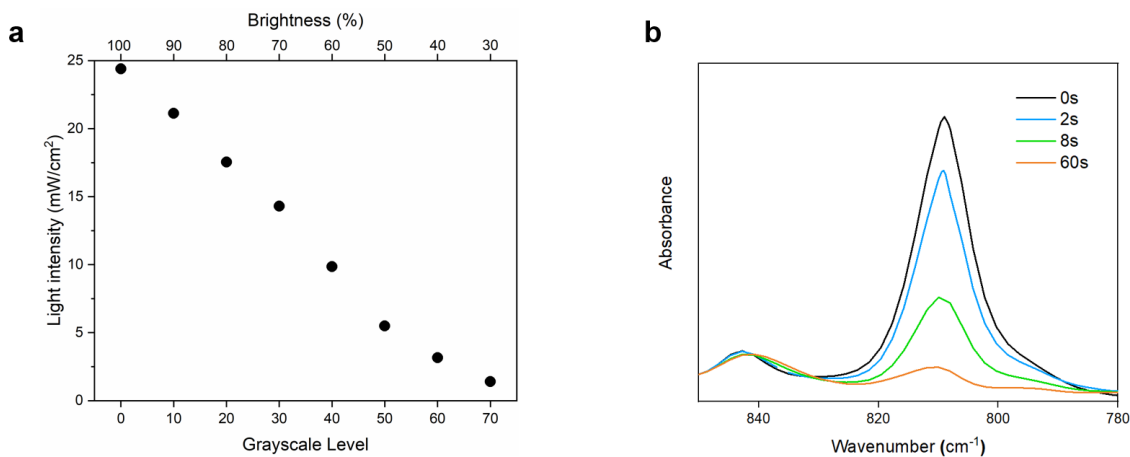 a
Brightness (%)
100 90 80 70 60 50 40 30
25
20
15
10
5
0
Light intensity (mW/cm²)
0 10 20 30 40 50 60 70
Grayscale Level
b
0s
2s
8s
60s
Absorbance
840 820 800 780
Wavenumber (cm⁻¹)